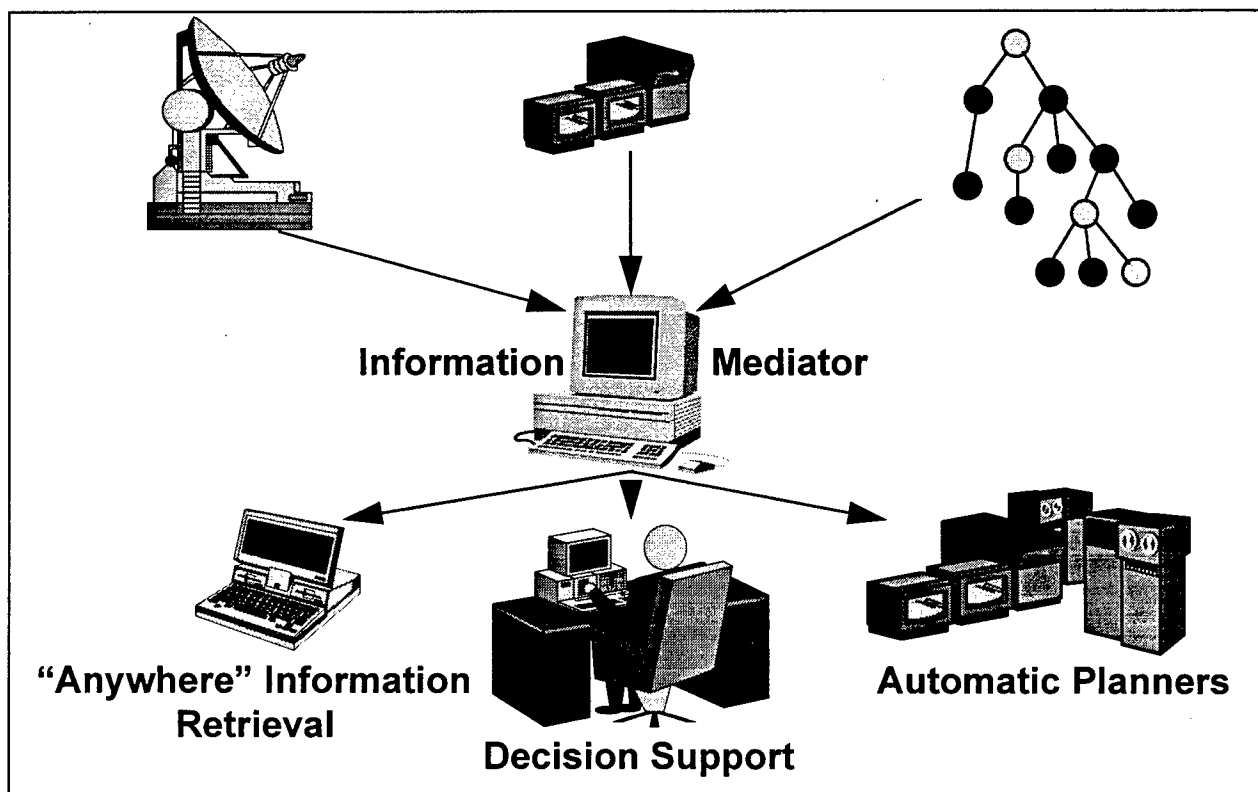 Information Mediator
“Anywhere” Information
Retrieval
Decision Support
Automatic Planners